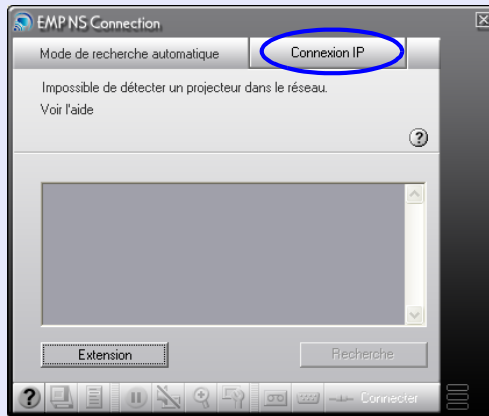 EMP NS Connection
Mode de recherche automatique
Connexion IP
Impossible de détecter un projecteur dans le réseau.
Voir l'aide
?
Extension
Recherche
?
Connecter